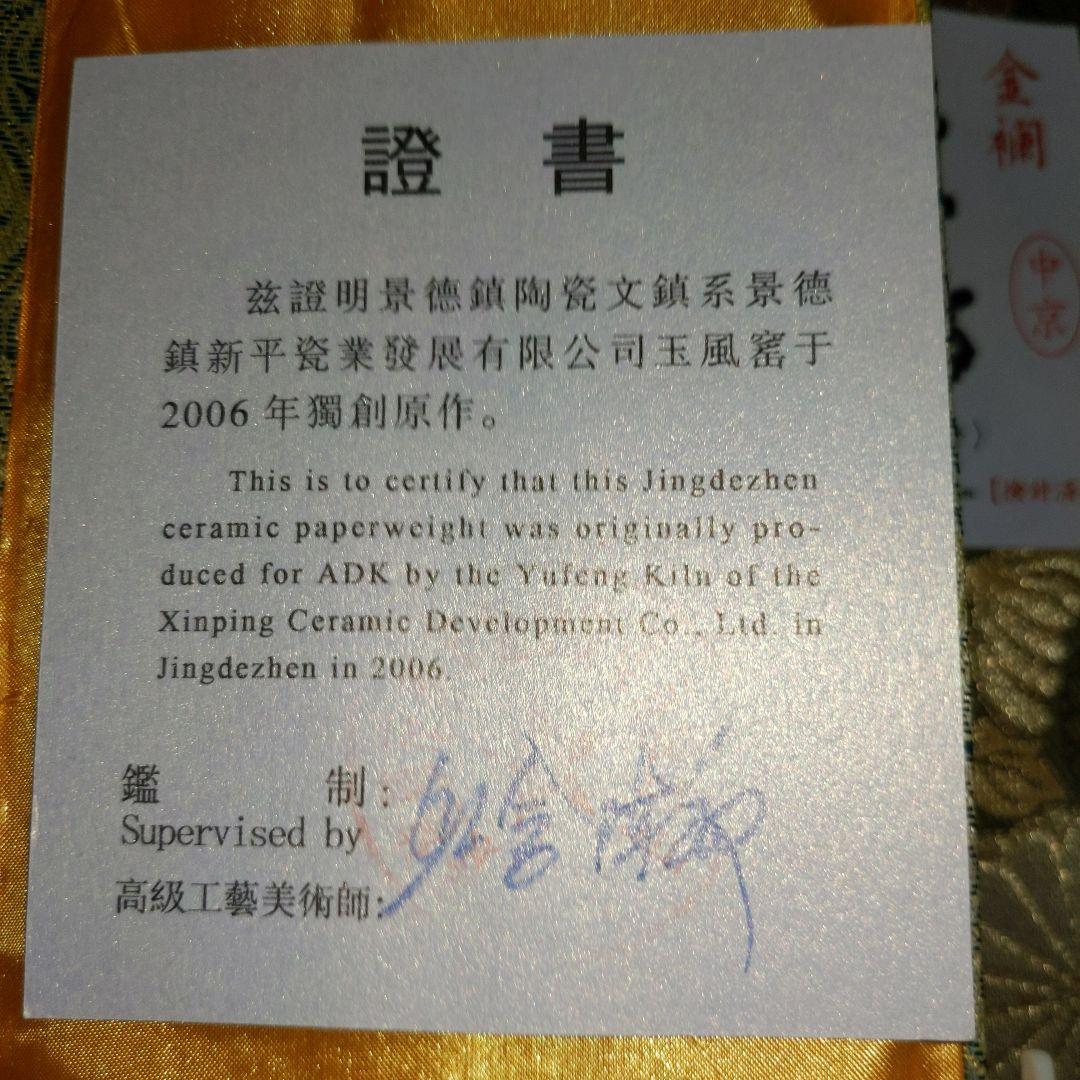 證書
茲證明景德鎮陶瓷文鎮系景德
鎮新平瓷業發展有限公司玉風窰于
2006年獨創原作。
This is to certify that this Jingdezhen
ceramic paperweight was originally pro-
duced for ADK by the Yufeng Kiln of the
Xinping Ceramic Development Co., Ltd. in
Jingdezhen in 2006.
鑑制:
Supervised by
高級工藝美術師:
金襴
中京